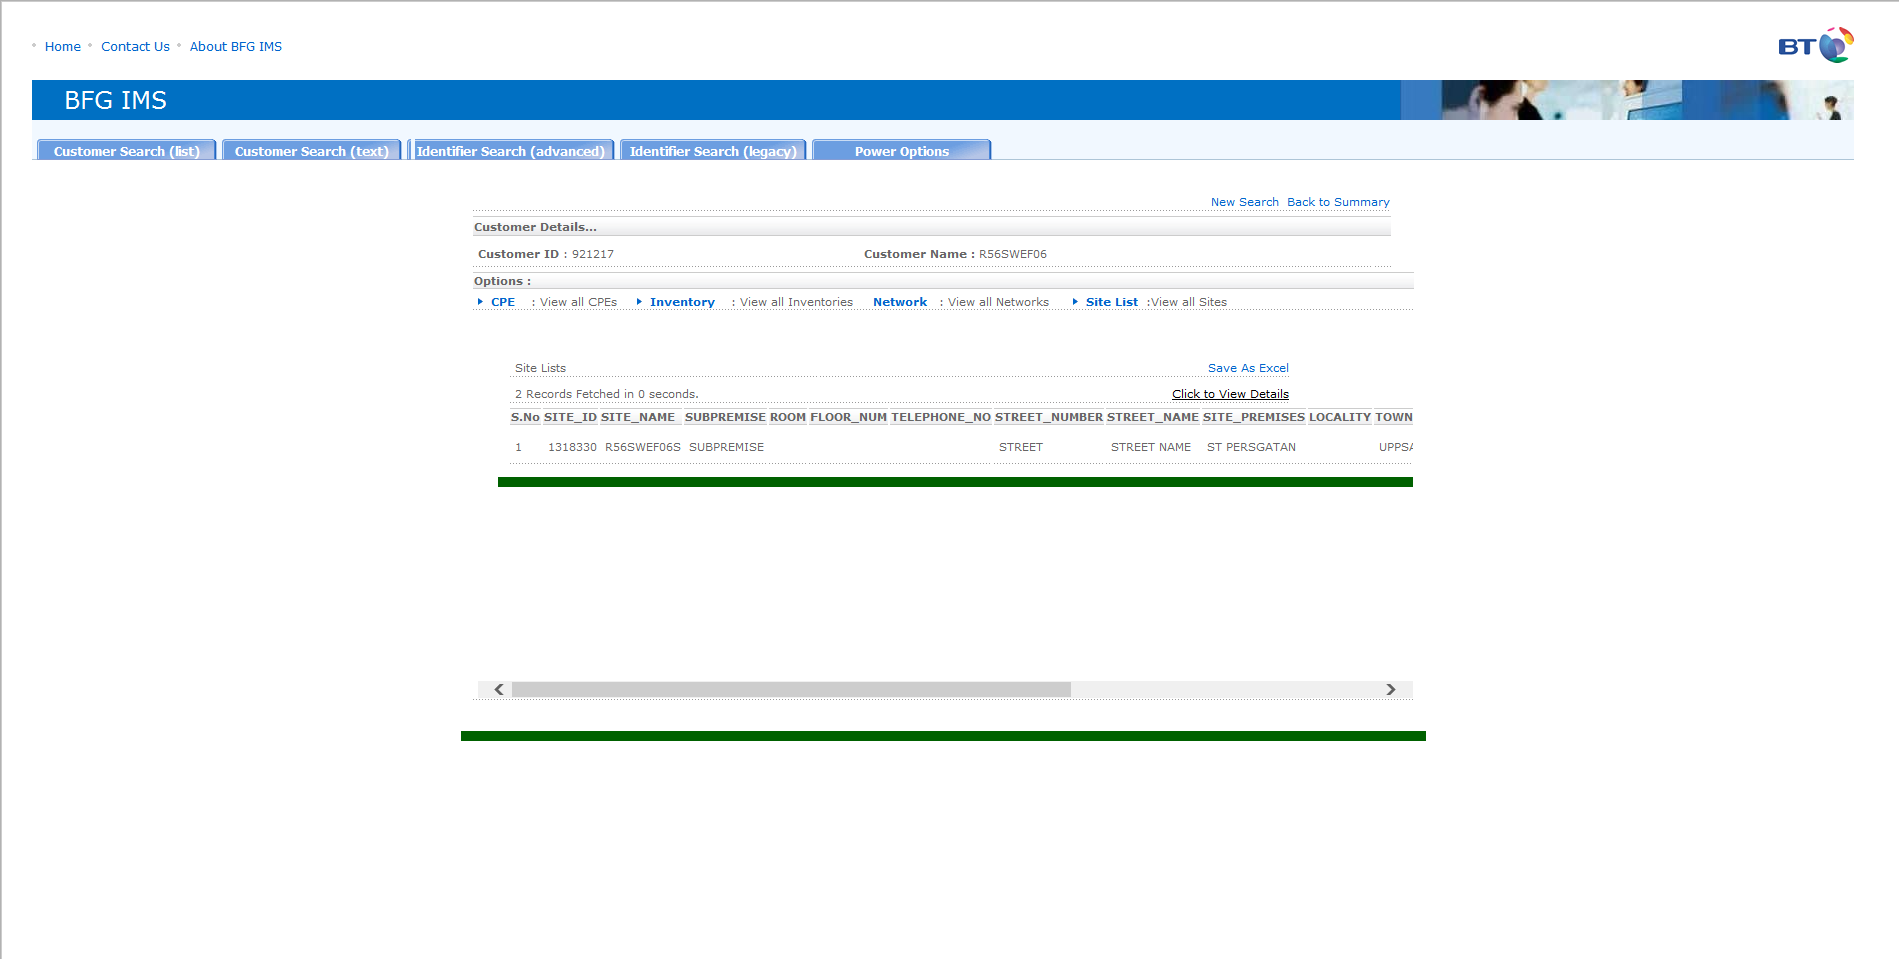 Home Contact Us About BFG IMS
BT
BFG IMS
Customer Search (list) Customer Search (text) Identifier Search (advanced) Identifier Search (legacy) Power Options
New Search Back to Summary
Customer Details...
Customer ID : 921217 Customer Name : R56SWEF06
Options :
CPE : View all CPEs Inventory : View all Inventories Network : View all Networks Site List :View all Sites
Site Lists Save As Excel
2 Records Fetched in 0 seconds. Click to View Details
S.No SITE_ID SITE_NAME SUBPREMISE ROOM FLOOR_NUM TELEPHONE_NO STREET_NUMBER STREET_NAME SITE_PREMISES LOCALITY TOWN
1 1318330 R56SWEF06S SUBPREMISE STREET STREET NAME ST PERSGATAN UPPSA